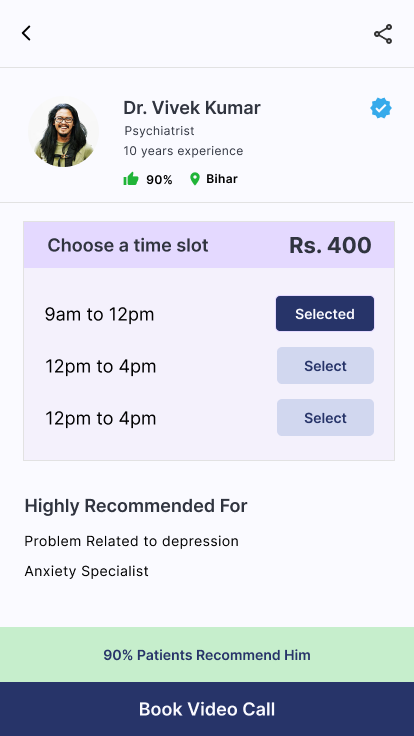 Dr. Vivek Kumar
Psychiatrist
10 years experience
90% Bihar
Choose a time slot Rs. 400
9am to 12pm Selected
12pm to 4pm Select
12pm to 4pm Select
Highly Recommended For
Problem Related to depression
Anxiety Specialist
90% Patients Recommend Him
Book Video Call